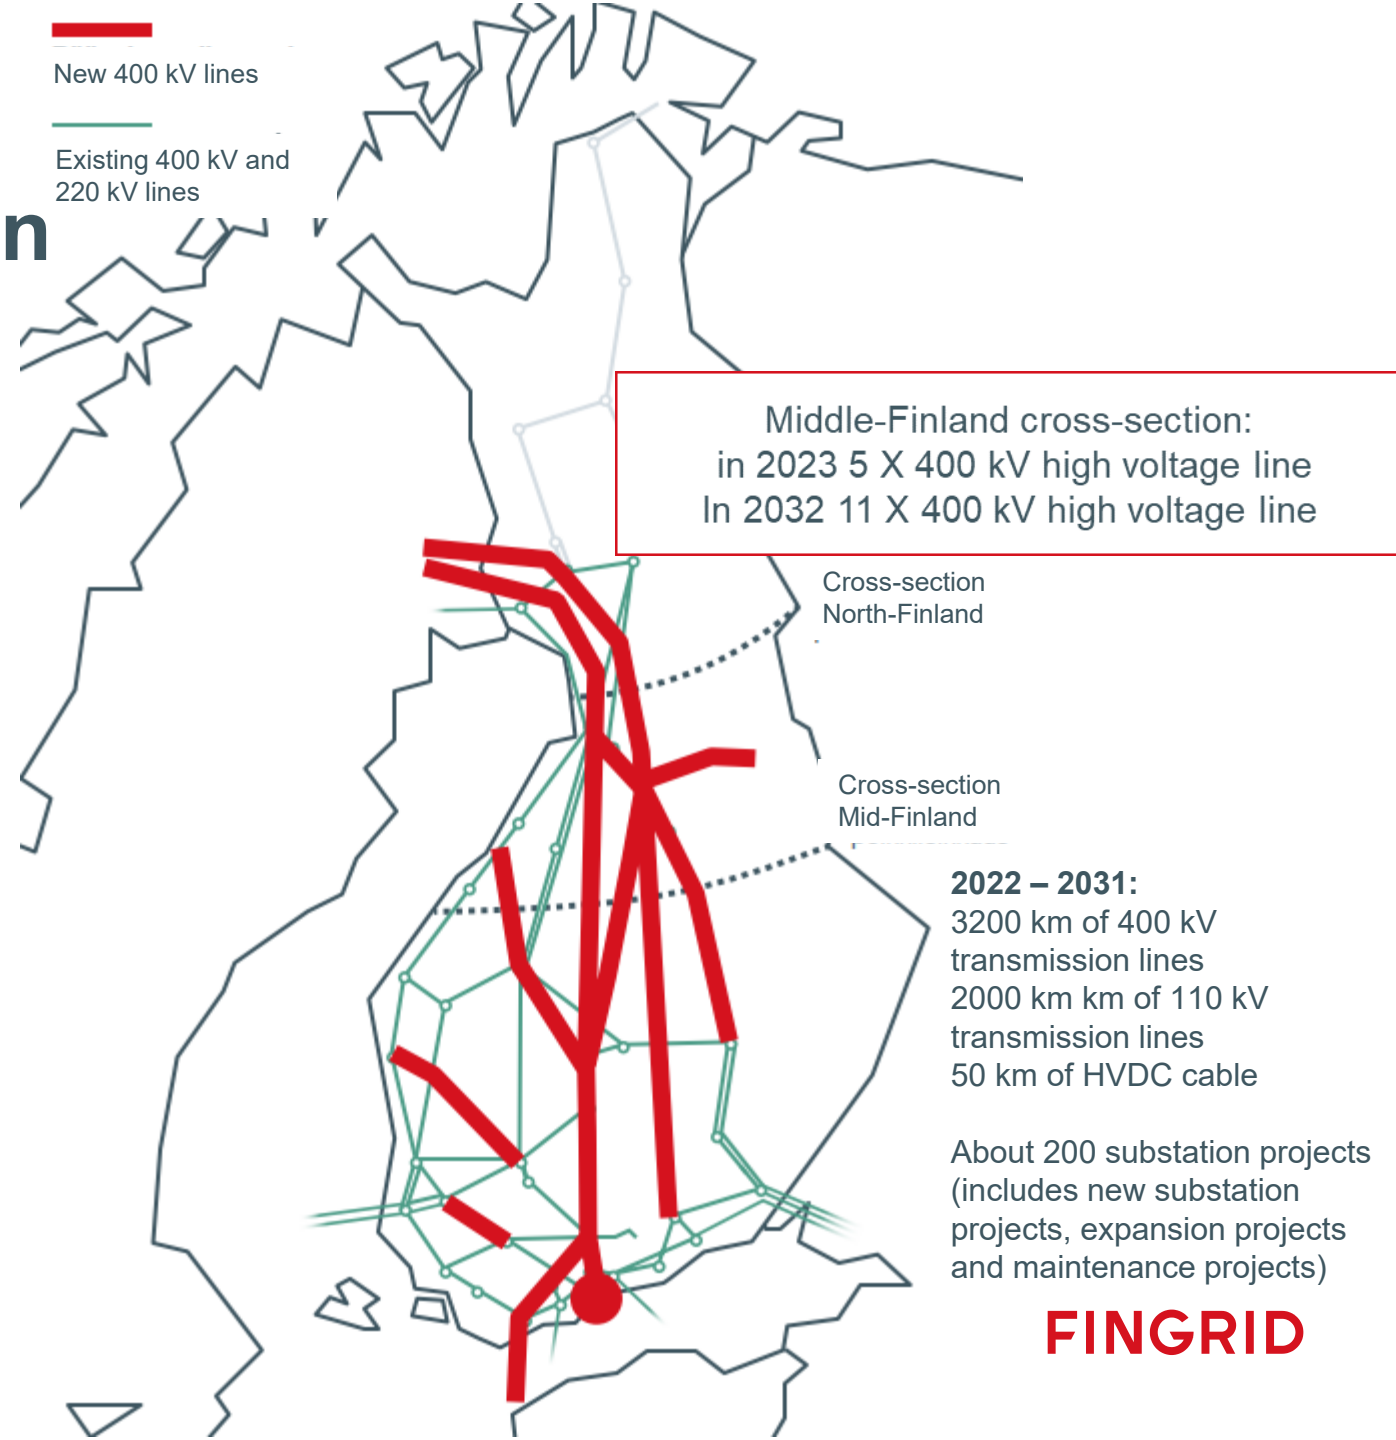 New 400 kV lines
Existing 400 kV and
220 kV lines
n
Middle-Finland cross-section:
in 2023 5 X 400 kV high voltage line
In 2032 11 X 400 kV high voltage line
Cross-section
North-Finland
Cross-section
Mid-Finland
2022 – 2031:
3200 km of 400 kV
transmission lines
2000 km km of 110 kV
transmission lines
50 km of HVDC cable
About 200 substation projects
(includes new substation
projects, expansion projects
and maintenance projects)
FINGRID